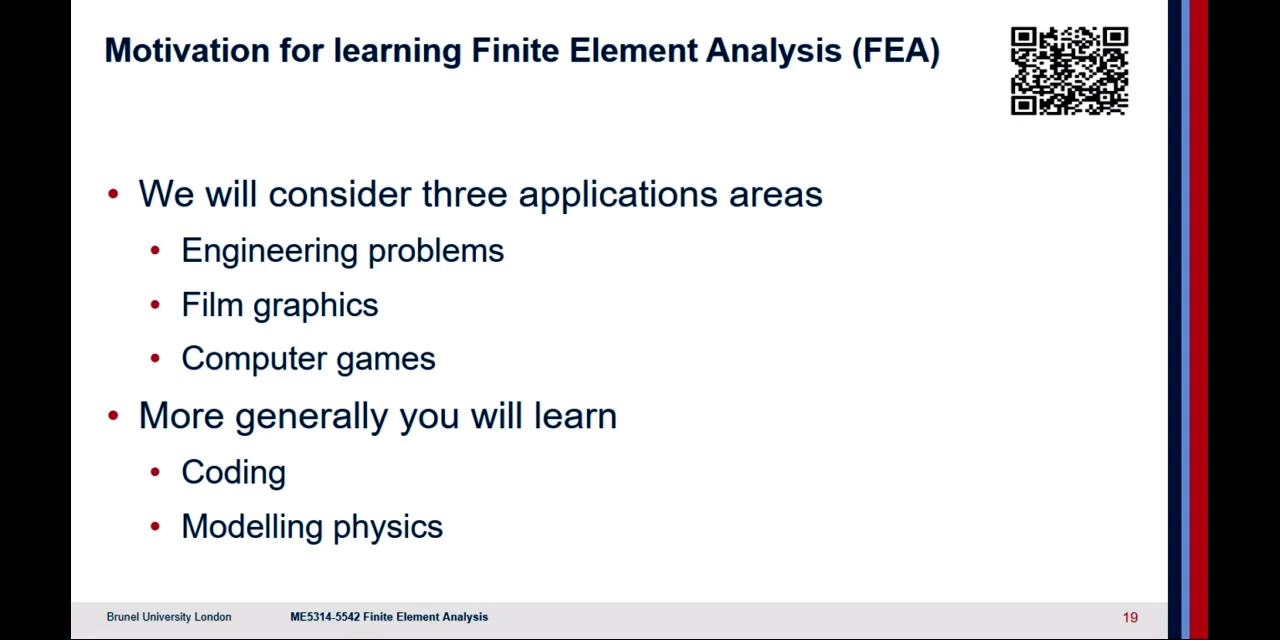 Motivation for learning Finite Element Analysis (FEA)
• We will consider three applications areas
• Engineering problems
• Film graphics
• Computer games
• More generally you will learn
• Coding
• Modelling physics
Brunel University London
ME5314-5542 Finite Element Analysis
19